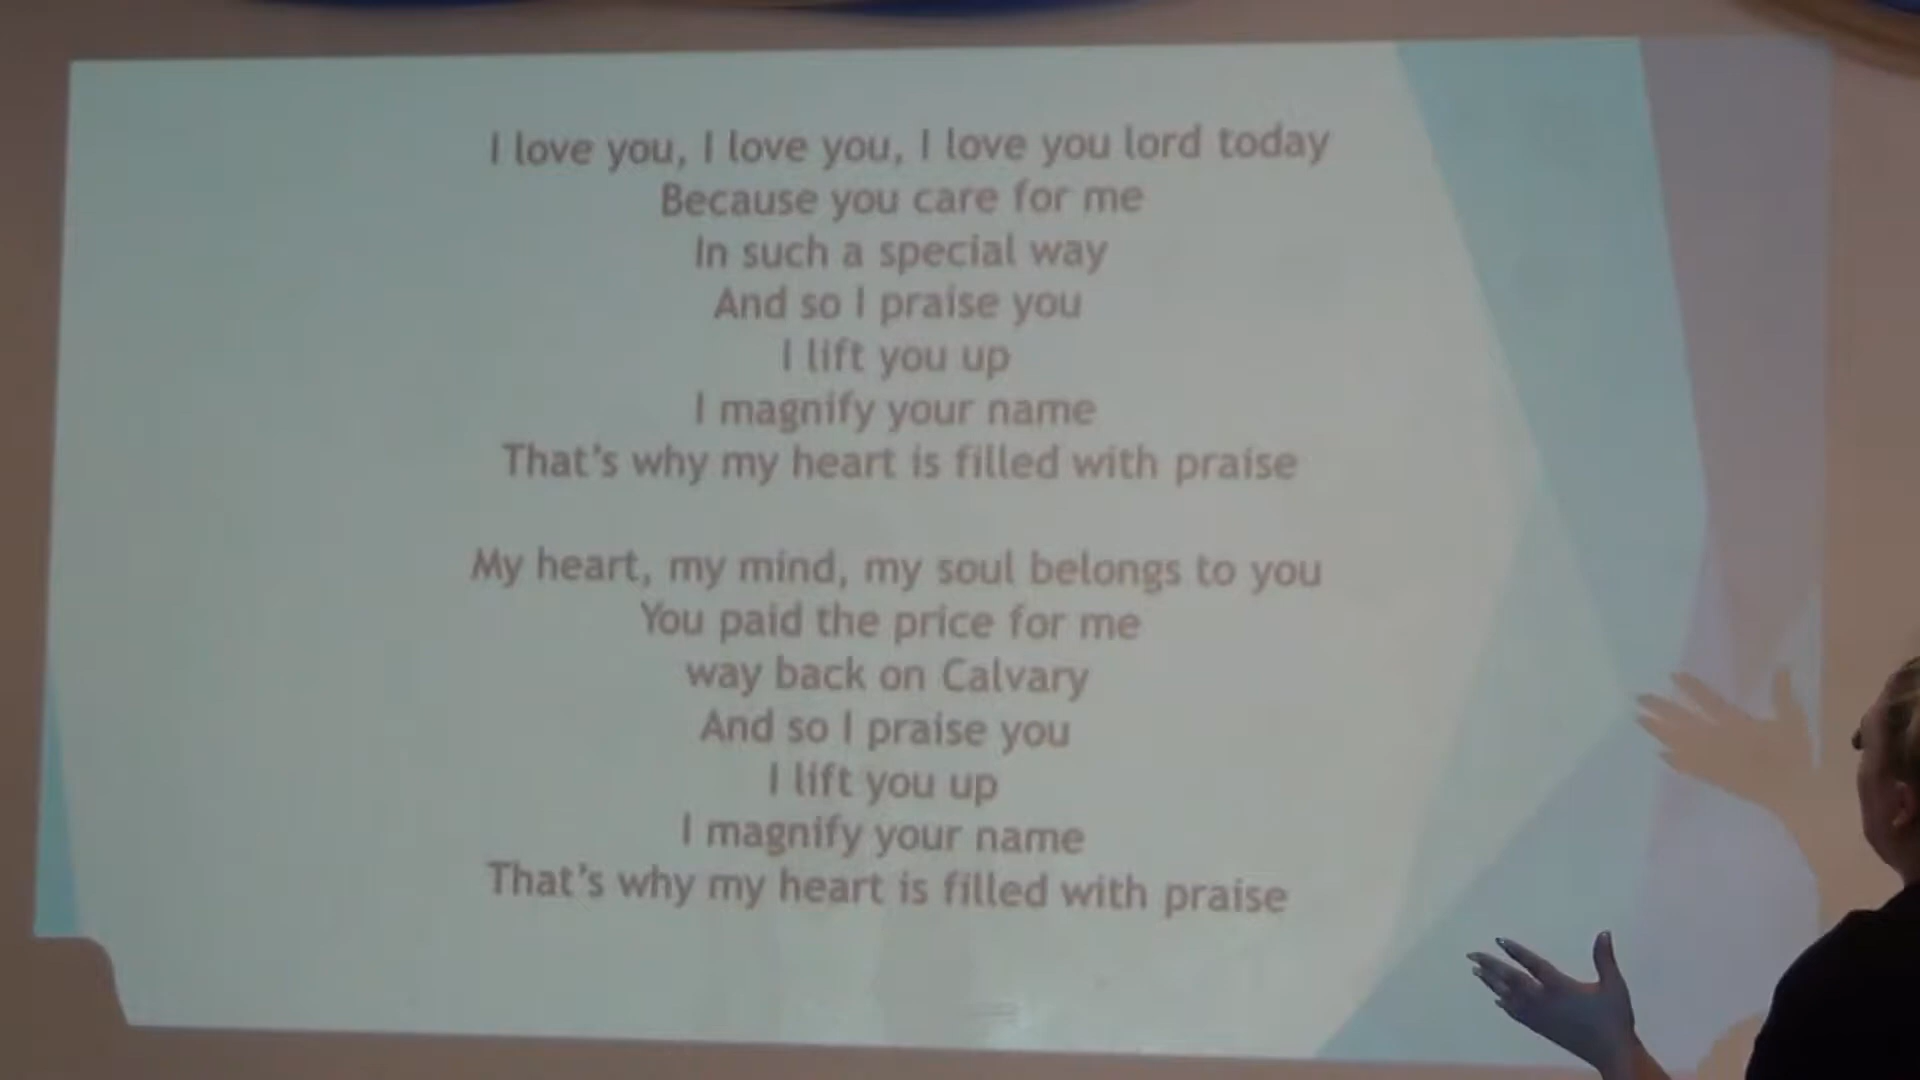 I love you, I love you, I love you lord today
Because you care for me
In such a special way
And so I praise you
I lift you up
I magnify your name
That's why my heart is filled with praise
My heart, my mind, my soul belongs to you
You paid the price for me
way back on Calvary
And so I praise you
I lift you up
I magnify your name
That's why my heart is filled with praise